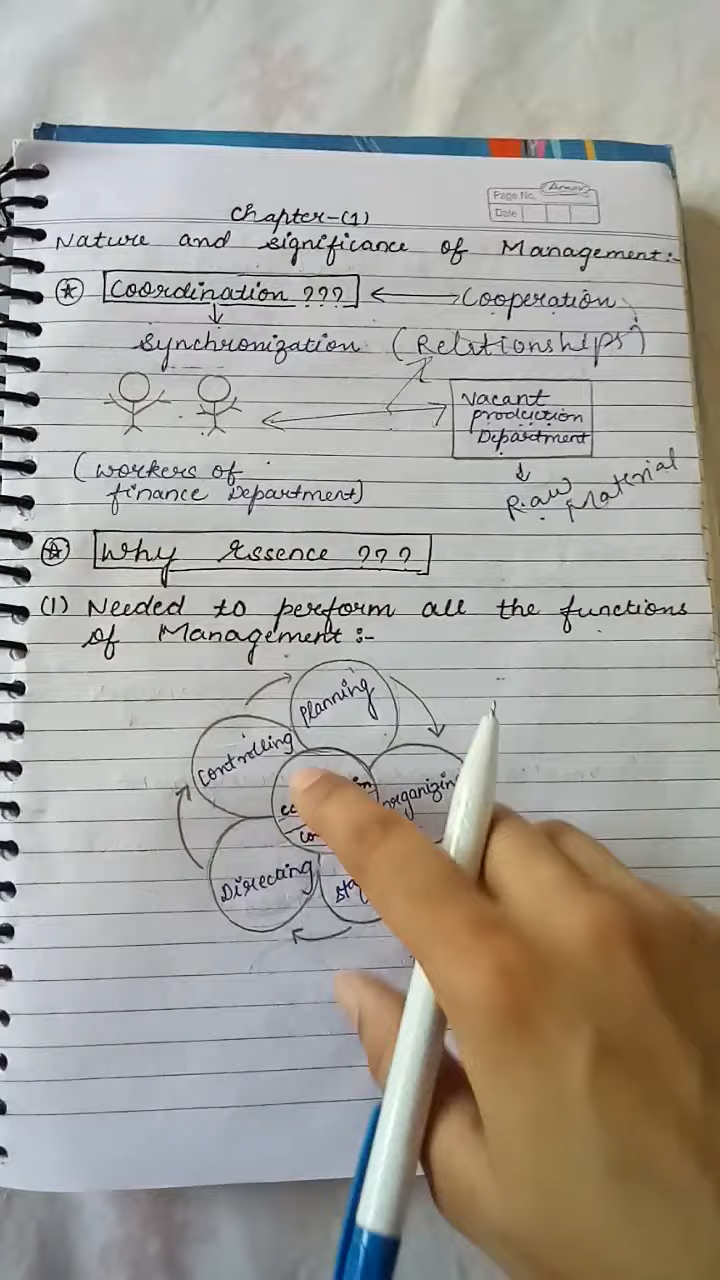 Page No.
Date
Chapter-(1)
Nature and significance of Management:-
Coordination ??? ⟷ Cooperation
↓
Synchronization (Relationships)
Vacant
production
Department
↓
Raw Material
(workers of
finance Department)
Why Essence ???
(1) Needed to perform all the functions
of Management :-
Planning
Controlling
Directing